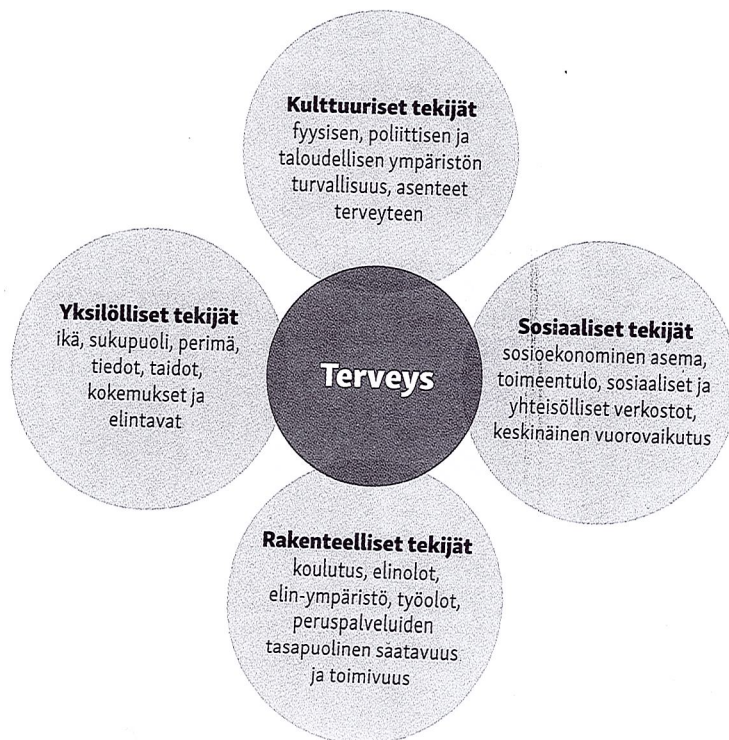 Kulttuuriset tekijät
fyysisen, poliittisen ja
taloudellisen ympäristön
turvallisuus, asenteet
terveyteen
Yksilölliset tekijät
ikä, sukupuoli, perimä,
tiedot, taidot,
kokemukset ja
elintavat
Terveys
Sosiaaliset tekijät
sosioekonominen asema,
toimeentulo, sosiaaliset ja
yhteisölliset verkostot,
keskinäinen vuorovaikutus
Rakenteelliset tekijät
koulutus, elinolot,
elin-ympäristö, työolot,
peruspalveluiden
tasapuolinen saatavuus
ja toimivuus